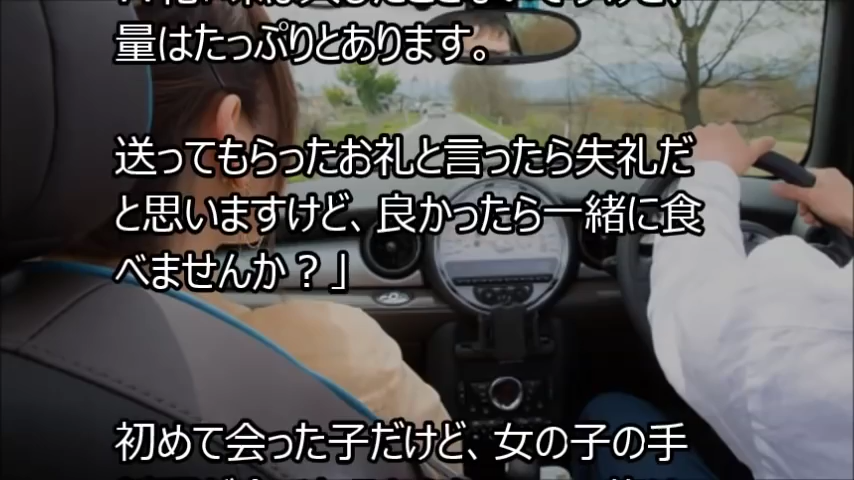 量はたっぷりとあります。
送ってもらったお礼と言ったら失礼だ
と思いますけど、良かったら一緒に食
べませんか？」
初めて会った子だけど、女の子の手